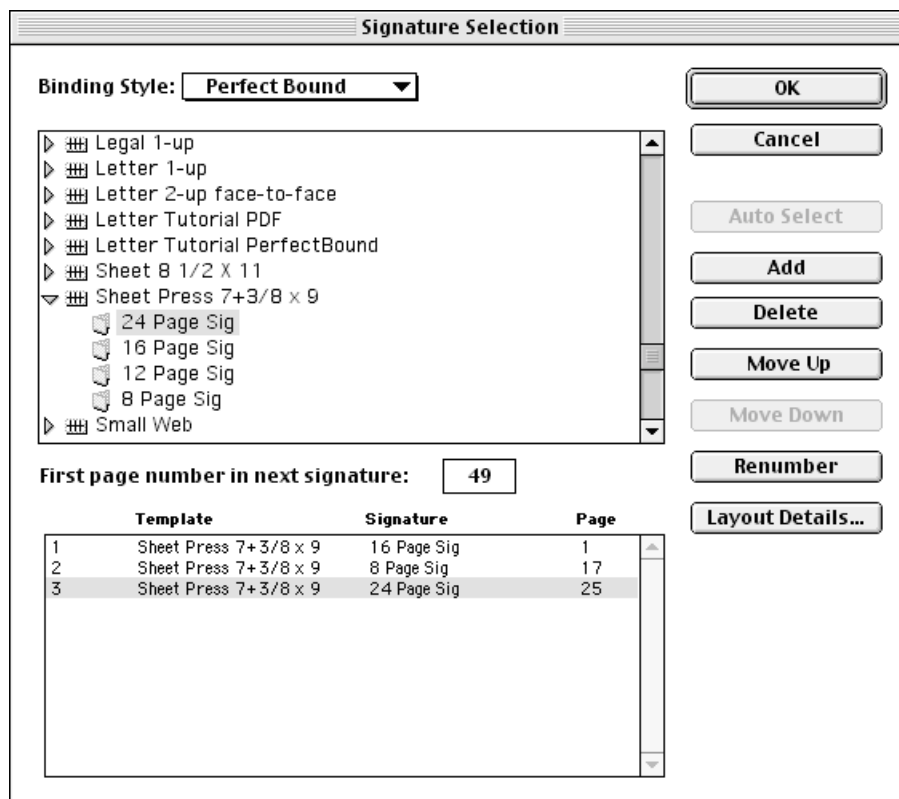 Signature Selection
Binding Style: Perfect Bound
OK
Cancel
Auto Select
Add
Delete
Move Up
Move Down
Renumber
Layout Details...
Legal 1-up
Letter 1-up
Letter 2-up face-to-face
Letter Tutorial PDF
Letter Tutorial PerfectBound
Sheet 8 1/2 X 11
Sheet Press 7+3/8 x 9
24 Page Sig
16 Page Sig
12 Page Sig
8 Page Sig
Small Web
First page number in next signature: 49
Template Signature Page
1 Sheet Press 7+3/8 x 9 16 Page Sig 1
2 Sheet Press 7+3/8 x 9 8 Page Sig 17
3 Sheet Press 7+3/8 x 9 24 Page Sig 25